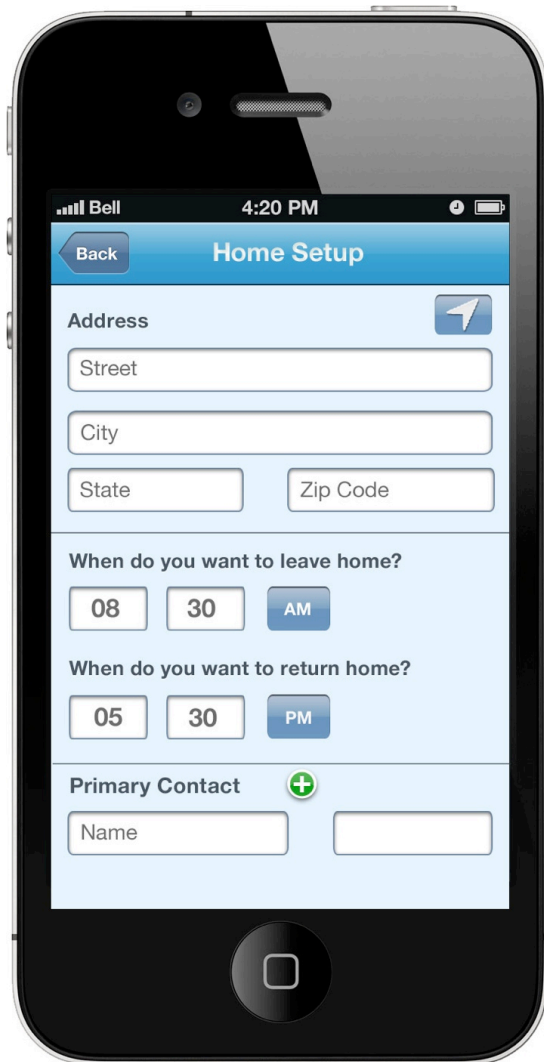 Bell 4:20 PM
Back Home Setup
Address
Street
City
State Zip Code
When do you want to leave home?
08 30 AM
When do you want to return home?
05 30 PM
Primary Contact
Name